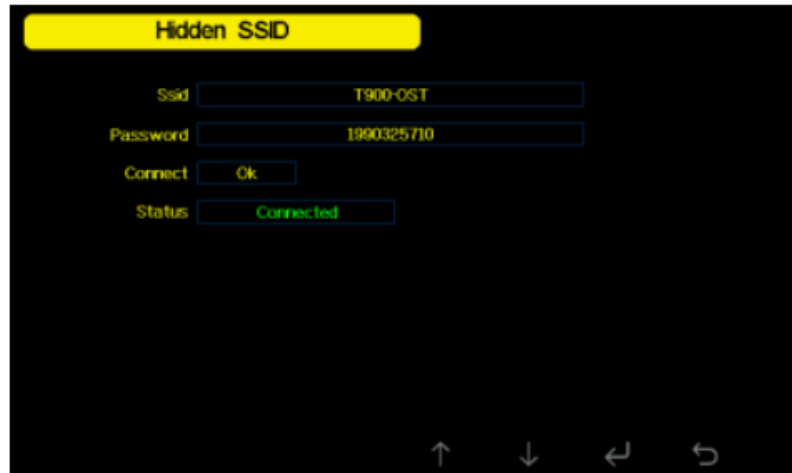 Hidden SSID
Ssid T900-OST
Password 1990325710
Connect Ok
Status Connected